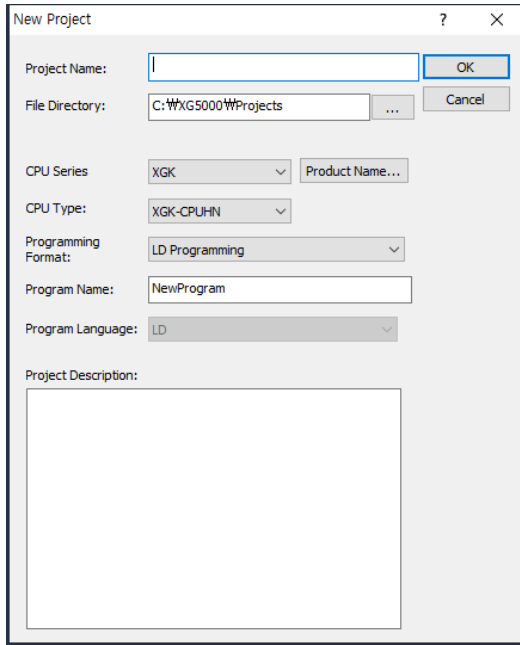 New Project
Project Name:
OK
File Directory:
C:₩XG5000₩Projects
...
Cancel
CPU Series
XGK
Product Name...
CPU Type:
XGK-CPUHN
Programming
Format:
LD Programming
Program Name:
NewProgram
Program Language:
LD
Project Description: